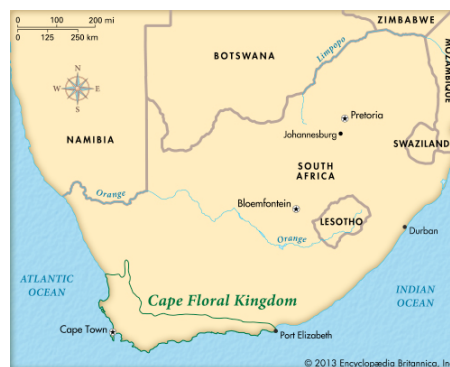 0 100 200 mi
0 125 250 km
ZIMBABWE
BOTSWANA
Limpopo
MOZAMBIQUE
N
W E
S
Pretoria
Johannesburg
NAMIBIA
SWAZILAND
SOUTH
AFRICA
Orange
Bloemfontein
LESOTHO
Durban
Orange
ATLANTIC
OCEAN
INDIAN
OCEAN
Cape Floral Kingdom
Cape Town
Port Elizabeth
© 2013 Encyclopædia Britannica, In